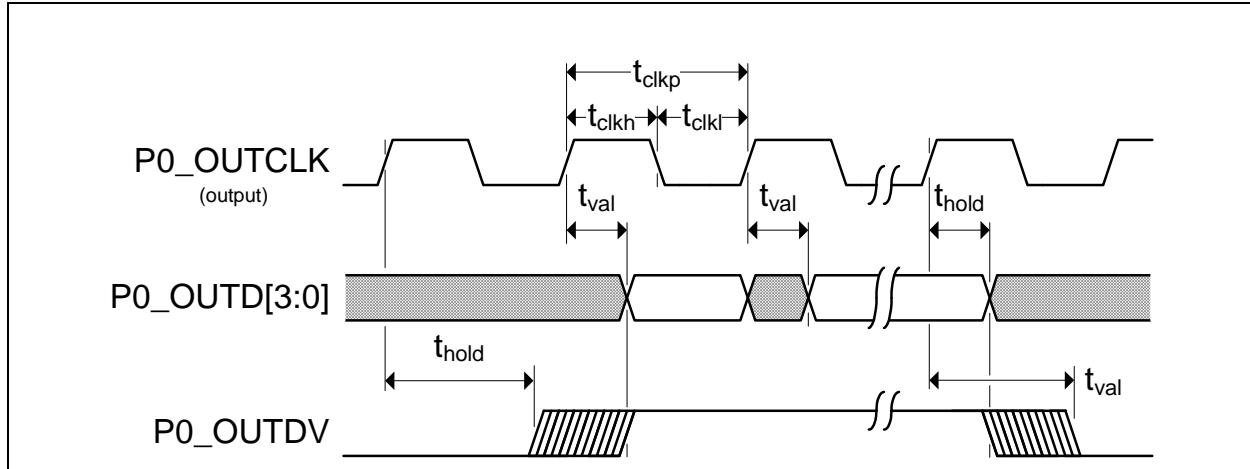 tclkp
tclkh tclkl
P0_OUTCLK
(output)
tval tval thold
P0_OUTD[3:0]
thold
tval
P0_OUTDV